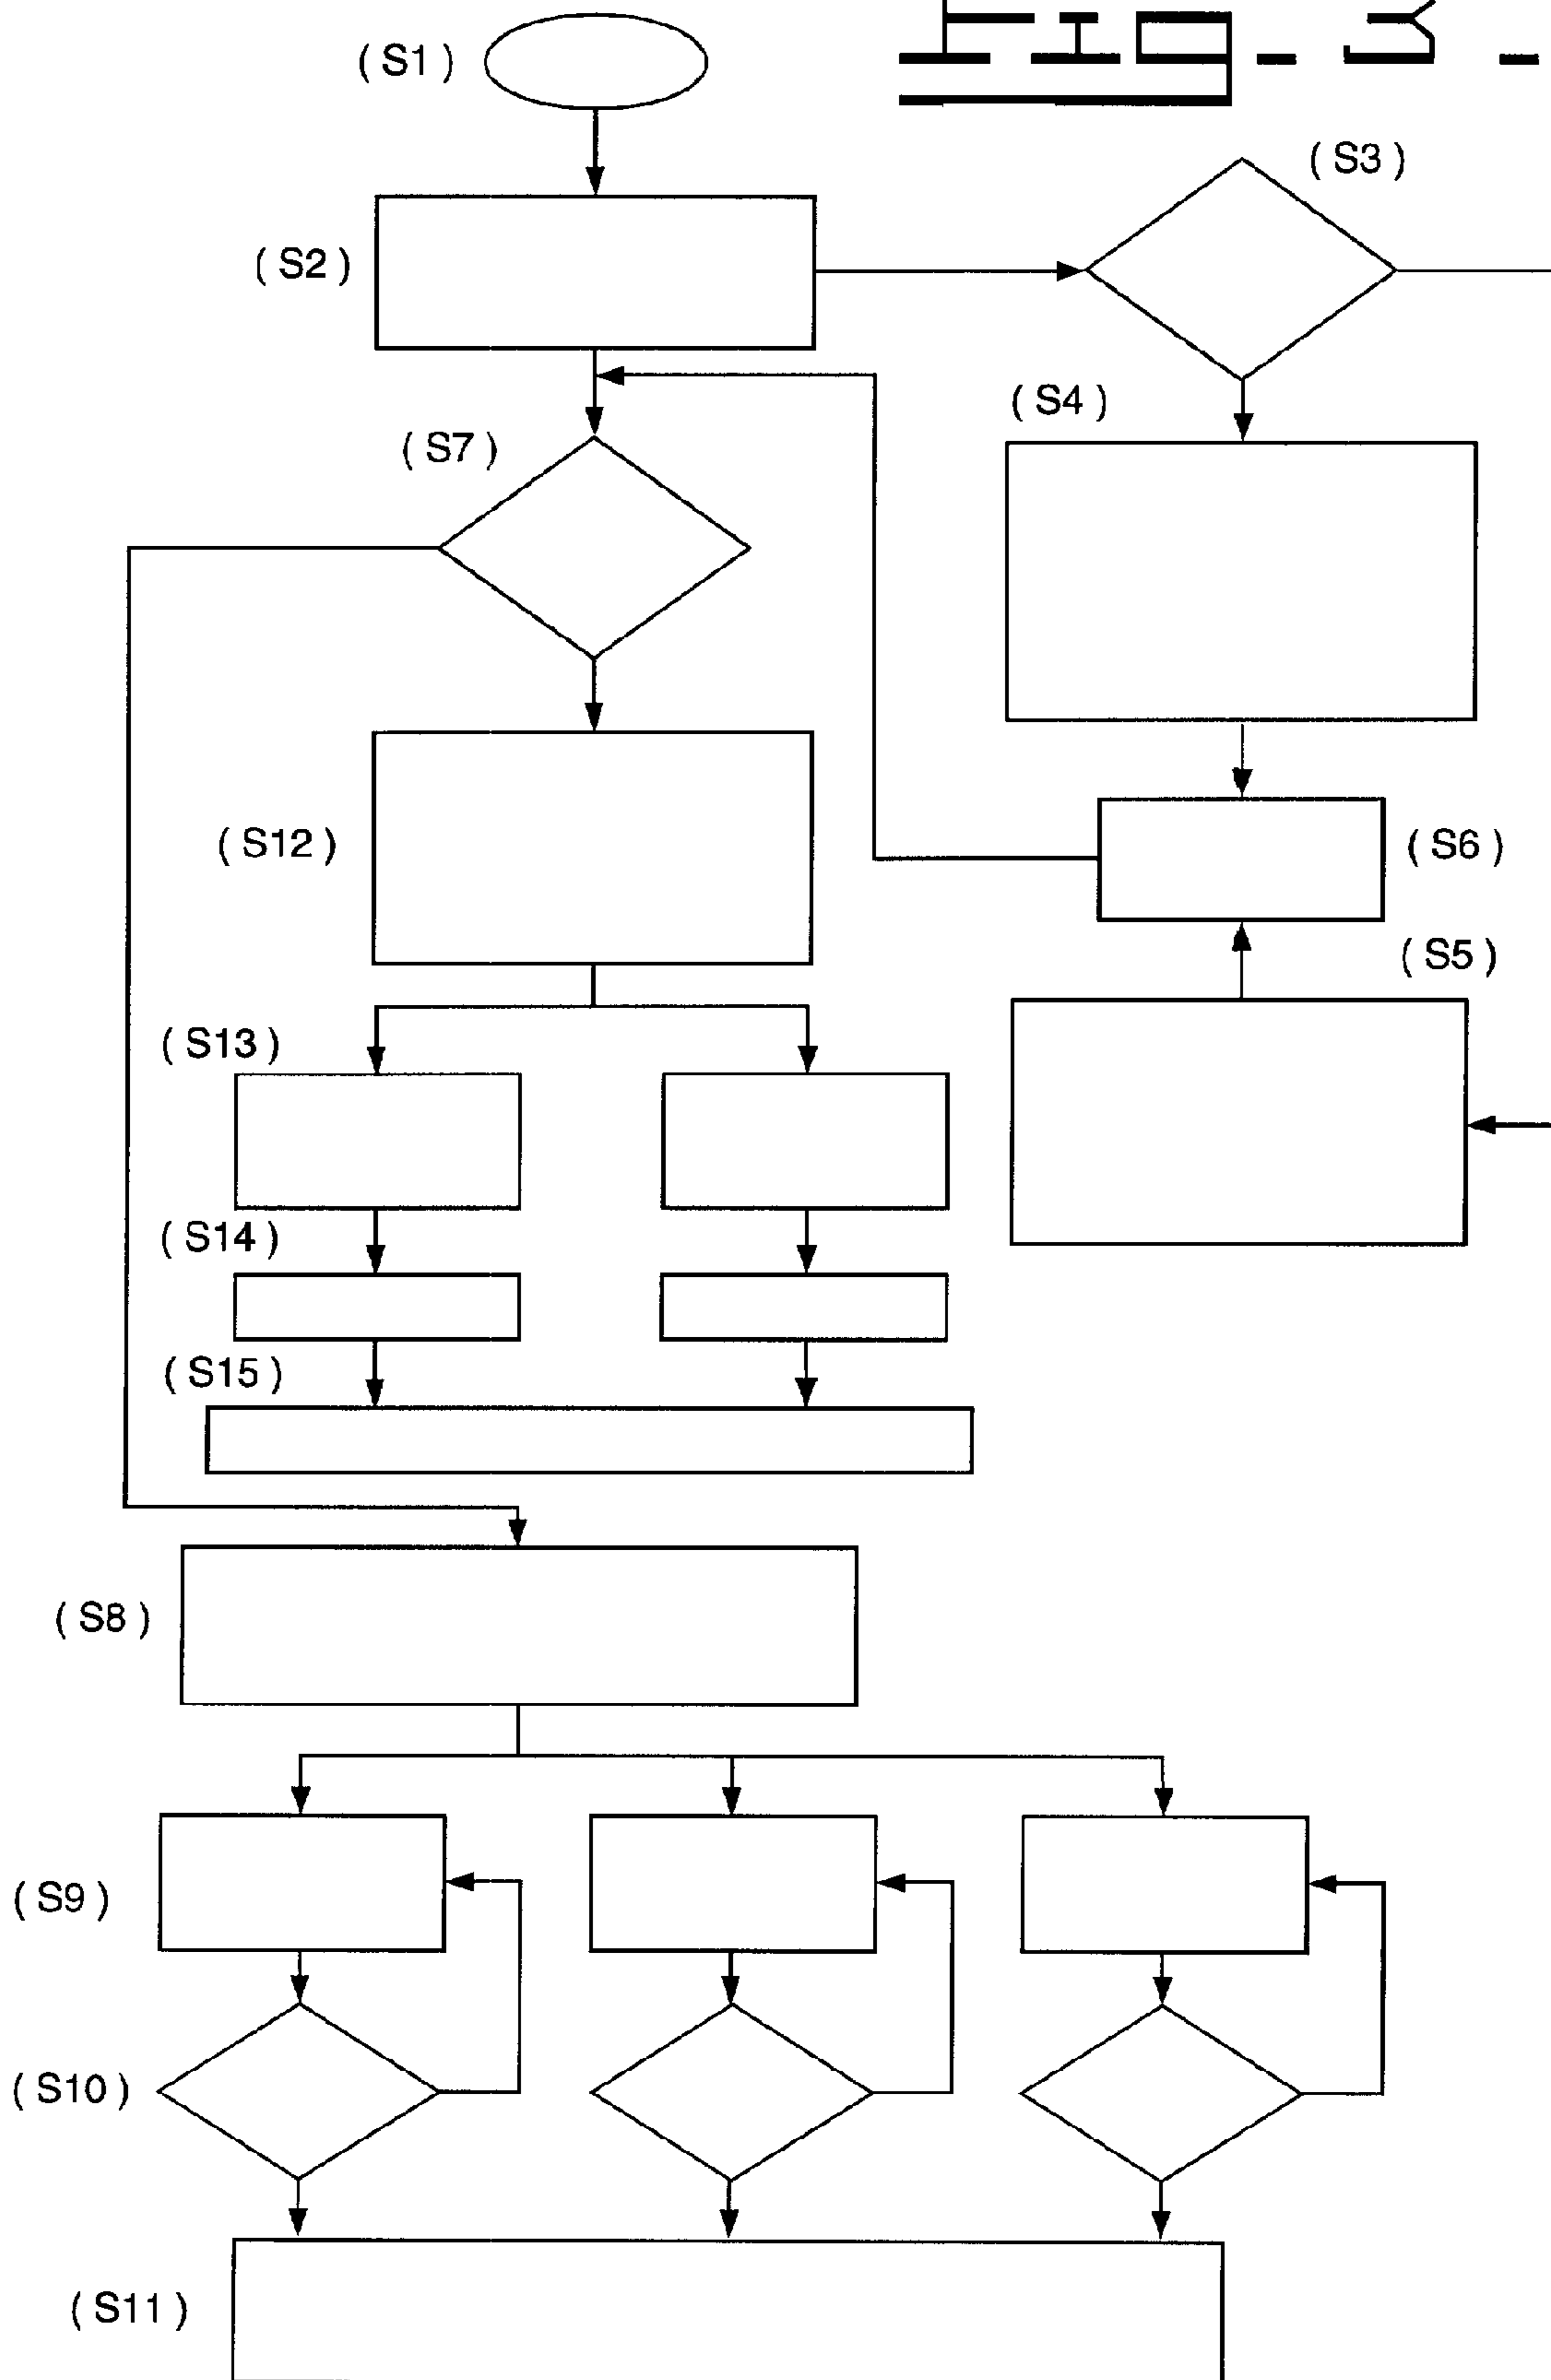 Fig-3-
( S1 )
( S3 )
( S2 )
( S4 )
( S7 )
( S12 )
( S6 )
( S5 )
( S13 )
( S14 )
( S15 )
( S8 )
( S9 )
( S10 )
( S11 )